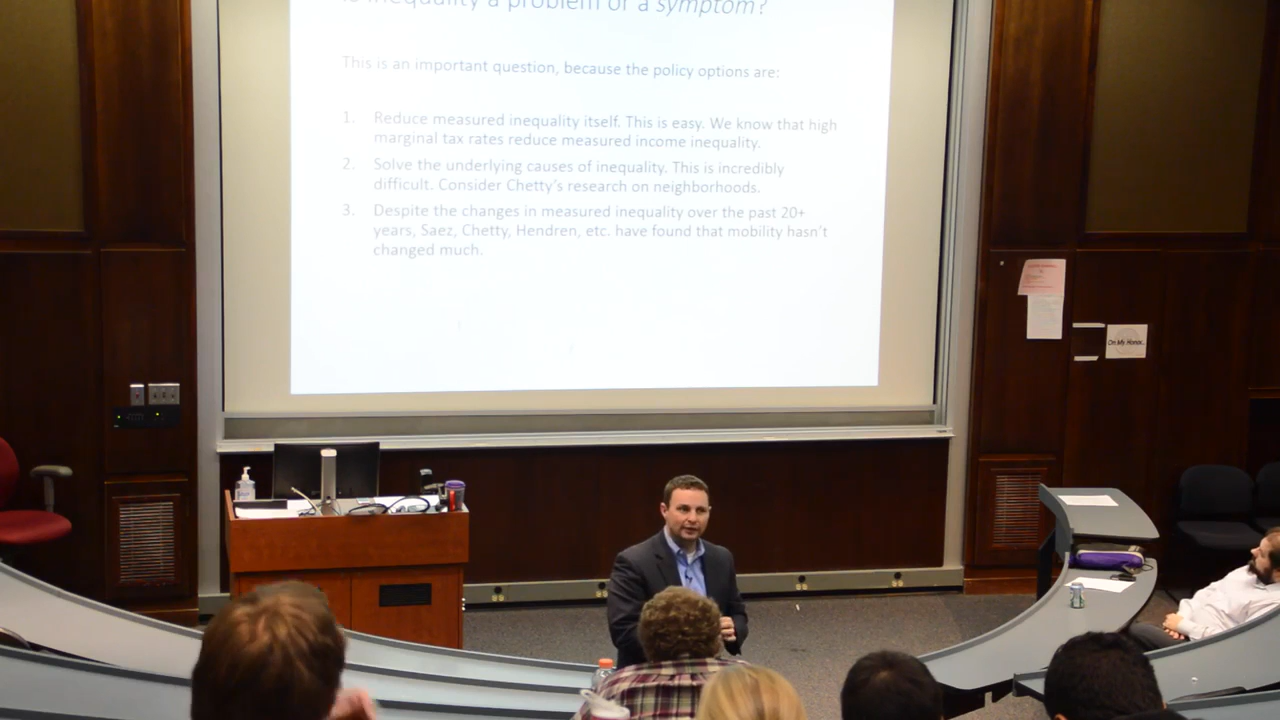 Is inequality a problem or a symptom?
This is an important question, because the policy options are:
1. Reduce measured inequality itself. This is easy. We know that high
marginal tax rates reduce measured income inequality.
2. Solve the underlying causes of inequality. This is incredibly
difficult. Consider Chetty's research on neighborhoods.
3. Despite the changes in measured inequality over the past 20+
years, Saez, Chetty, Hendren, etc. have found that mobility hasn't
changed much.
On My Honor...